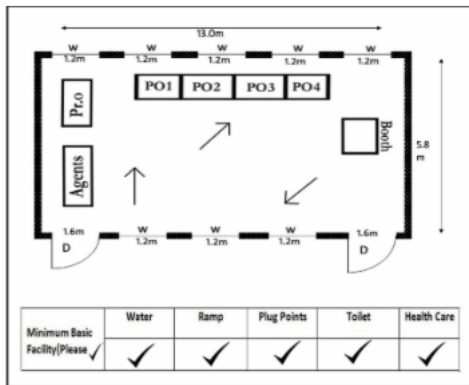 13.0m
W W W W W
1.2m 1.2m 1.2m 1.2m 1.2m
PO1 PO2 PO3 PO4
Pr.o
Booth
5.8
m
Agents
1.6m W W W 1.6m
D 1.2m 1.2m 1.2m D
Water Ramp Plug Points Toilet Health Care
Minimum Basic
Facility(Please ✓ ✓ ✓ ✓ ✓ ✓